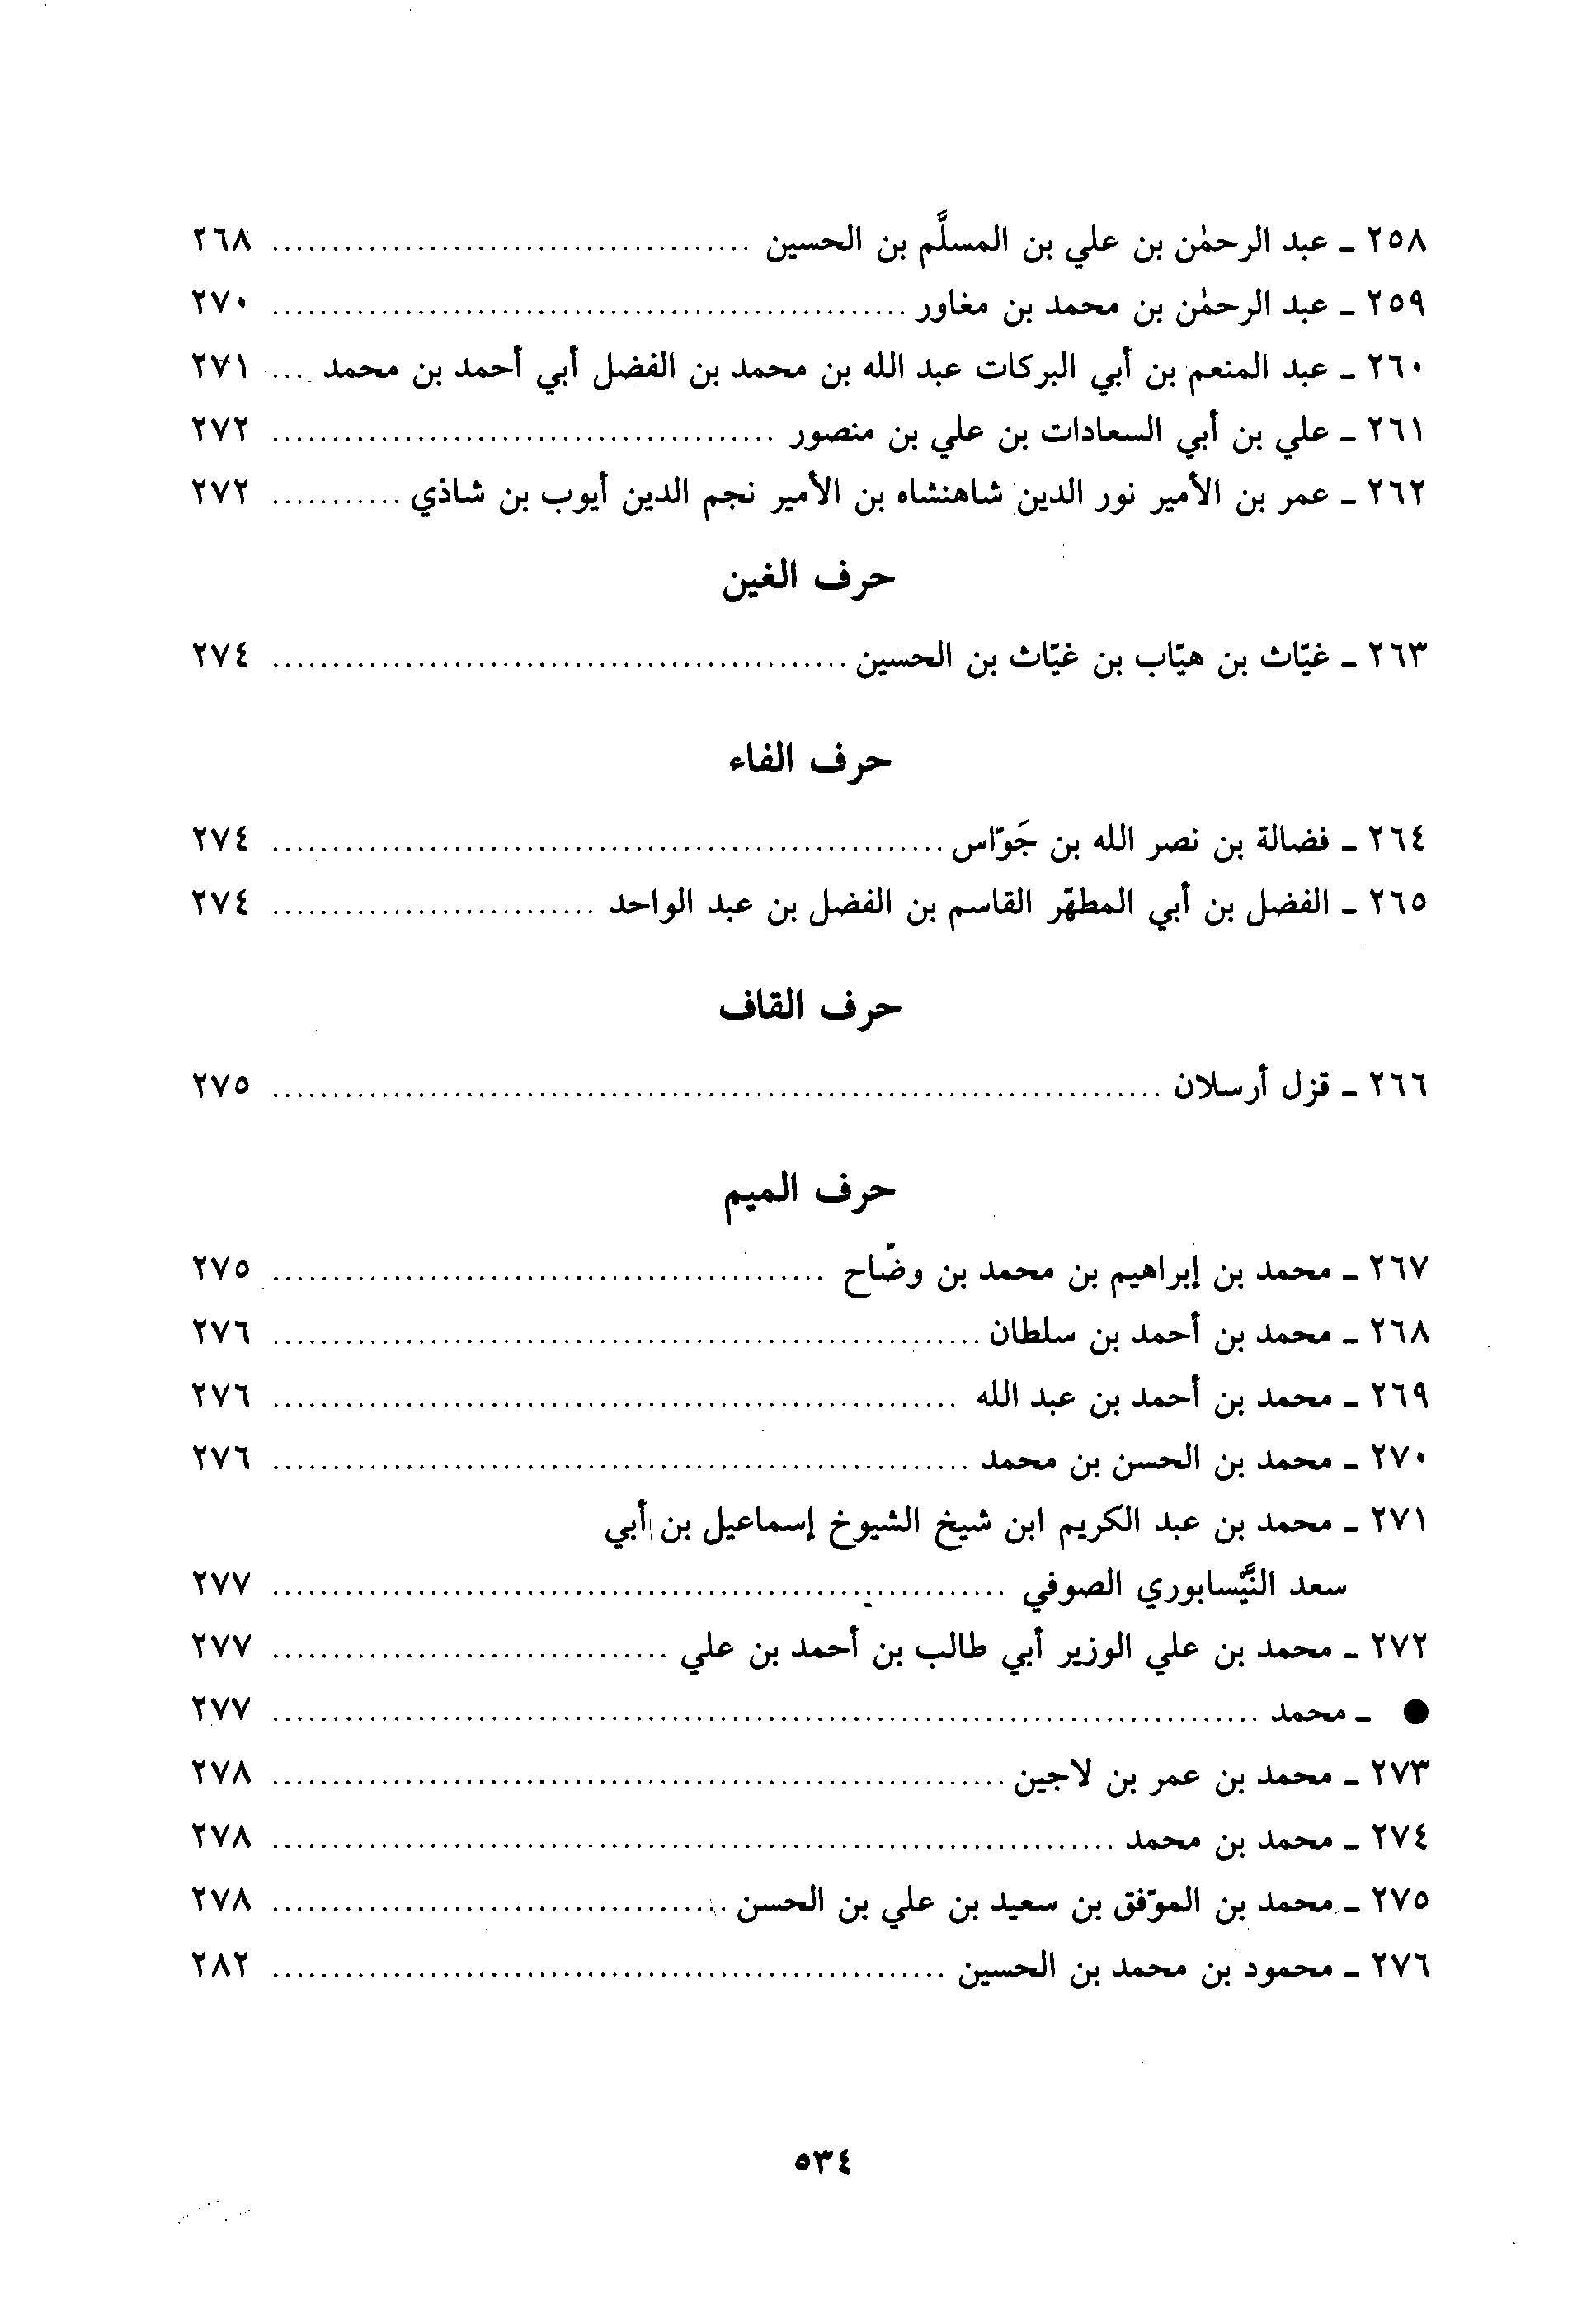 ٢٥٨ ـ عبد الرحمٰن بن علي بن المسلَّم بن الحسين ........................................ ٢٦٨
٢٥٩ ـ عبد الرحمٰن بن محمد بن مغاور ..................................................... ٢٧٠
٢٦٠ ـ عبد المنعم بن أبي البركات عبد الله بن محمد بن الفضل أبي أحمد بن محمد ... ٢٧١
٢٦١ ـ علي بن أبي السعادات بن علي بن منصور .......................................... ٢٧٢
٢٦٢ ـ عمر بن الأمير نور الدين شاهنشاه بن الأمير نجم الدين أيوب بن شاذي ........... ٢٧٢
حرف الغين
٢٦٣ ـ غيّاث بن هيّاب بن غيّاث بن الحسين ................................................ ٢٧٤
حرف الفاء
٢٦٤ ـ فضالة بن نصر الله بن جَوّاس ........................................................ ٢٧٤
٢٦٥ ـ الفضل بن أبي المطهّر القاسم بن الفضل بن عبد الواحد ........................... ٢٧٤
حرف القاف
٢٦٦ ـ قزل أرسلان .......................................................................... ٢٧٥
حرف الميم
٢٦٧ ـ محمد بن إبراهيم بن محمد بن وضّاح .............................................. ٢٧٥
٢٦٨ ـ محمد بن أحمد بن سلطان ........................................................... ٢٧٦
٢٦٩ ـ محمد بن أحمد بن عبد الله ......................................................... ٢٧٦
٢٧٠ ـ محمد بن الحسن بن محمد .......................................................... ٢٧٦
٢٧١ ـ محمد بن عبد الكريم ابن شيخ الشيوخ إسماعيل بن أبي
سعد النَّيْسابوري الصوفي ............................................................. ٢٧٧
٢٧٢ ـ محمد بن علي الوزير أبي طالب بن أحمد بن علي ................................. ٢٧٧
● ـ محمد .................................................................................. ٢٧٧
٢٧٣ ـ محمد بن عمر بن لاجين ............................................................. ٢٧٨
٢٧٤ ـ محمد بن محمد ...................................................................... ٢٧٨
٢٧٥ ـ محمد بن الموّفق بن سعيد بن علي بن الحسن ...................................... ٢٧٨
٢٧٦ ـ محمود بن محمد بن الحسين ........................................................ ٢٨٢
٥٣٤